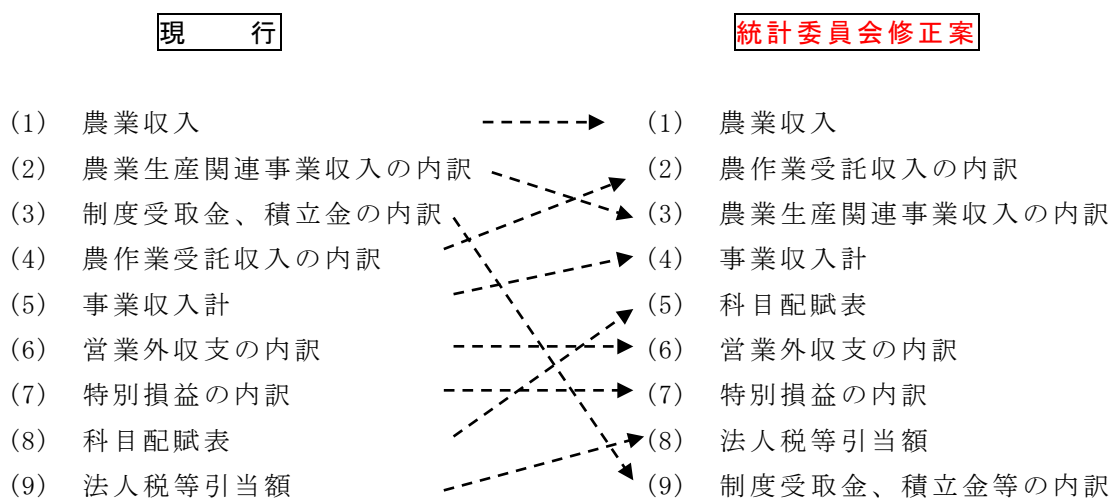 現 行
統計委員会修正案
(1) 農業収入
(2) 農業生産関連事業収入の内訳
(3) 制度受取金、積立金の内訳
(4) 農作業受託収入の内訳
(5) 事業収入計
(6) 営業外収支の内訳
(7) 特別損益の内訳
(8) 科目配賦表
(9) 法人税等引当額
(1) 農業収入
(2) 農作業受託収入の内訳
(3) 農業生産関連事業収入の内訳
(4) 事業収入計
(5) 科目配賦表
(6) 営業外収支の内訳
(7) 特別損益の内訳
(8) 法人税等引当額
(9) 制度受取金、積立金等の内訳